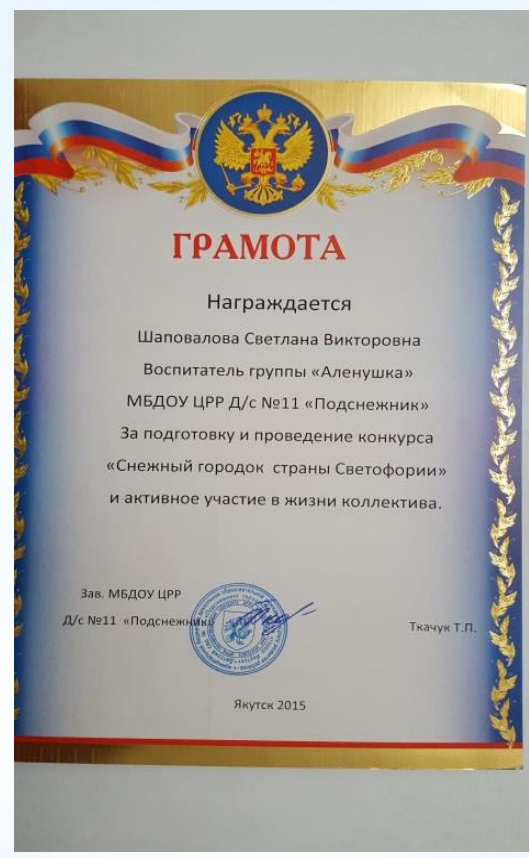 ГРАМОТА
Награждается
Шаповалова Светлана Викторовна
Воспитатель группы «Аленушка»
МБДОУ ЦРР Д/с №11 «Подснежник»
За подготовку и проведение конкурса
«Снежный городок страны Светофории»
и активное участие в жизни коллектива.
Зав. МБДОУ ЦРР
Д/с №11 «Подснежник»
Ткачук Т.П.
Якутск 2015